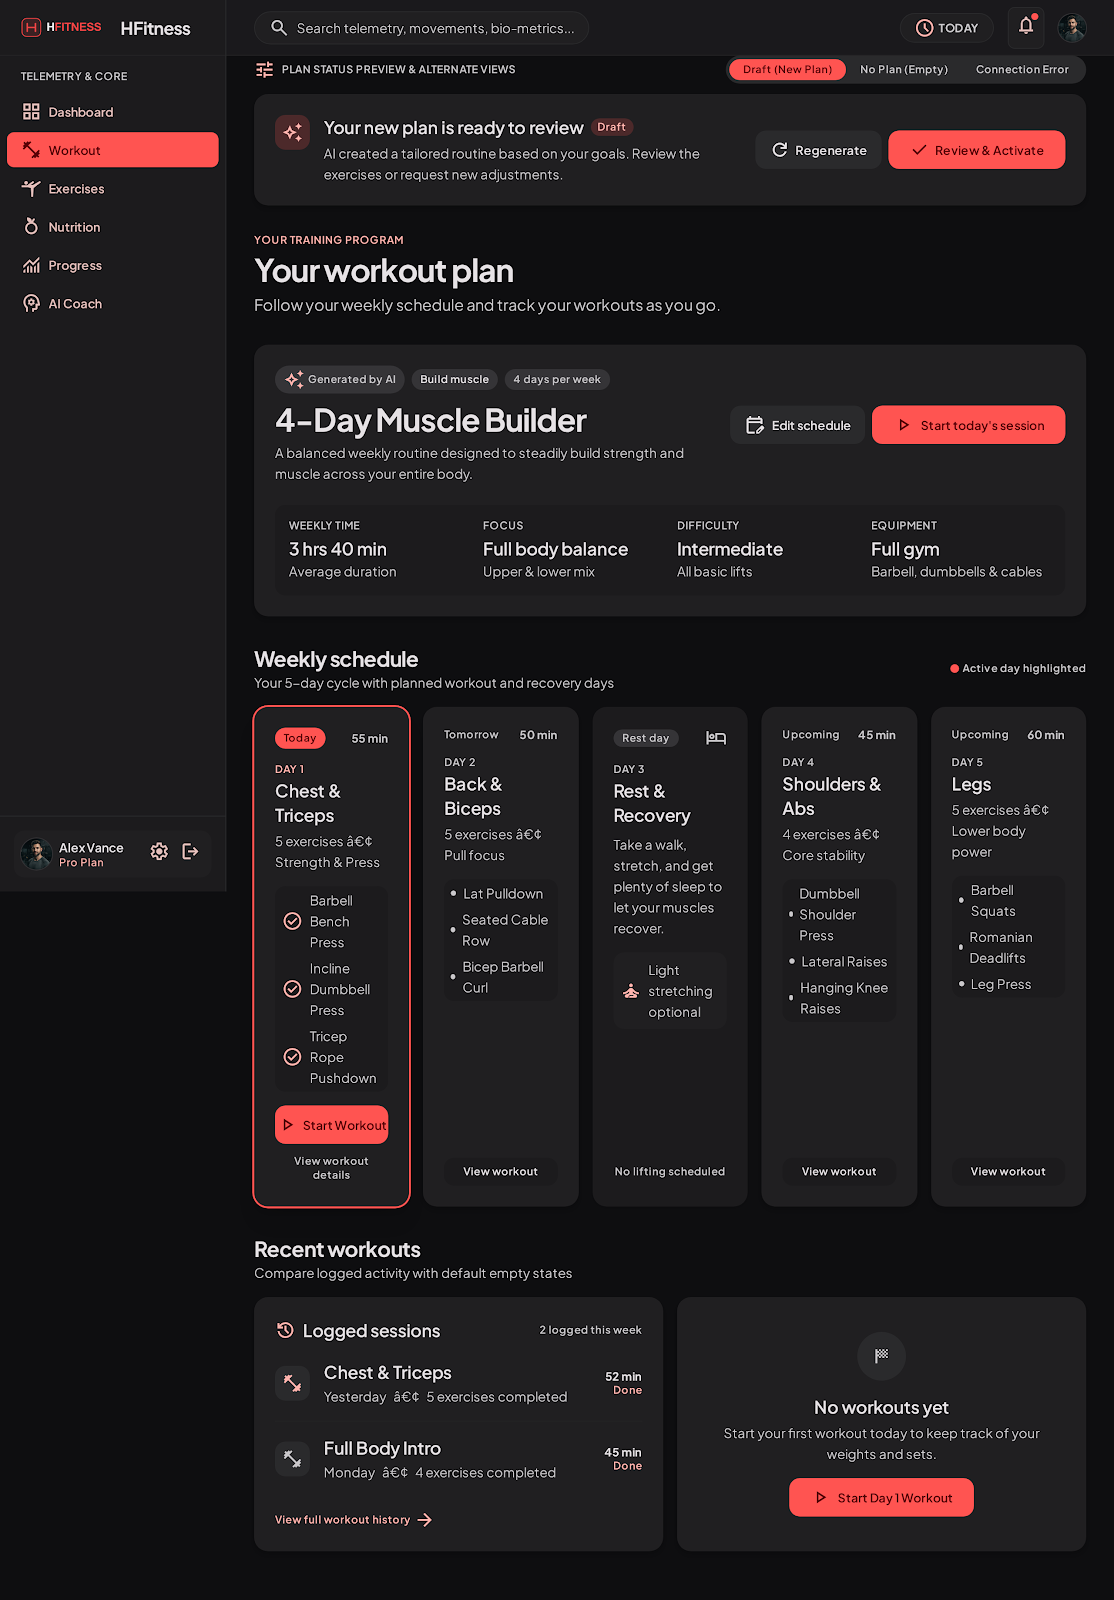 HFITNESS HFitness
Search telemetry, movements, bio-metrics...
TODAY
TELEMETRY & CORE
Dashboard
Workout
Exercises
Nutrition
Progress
AI Coach
Alex Vance
Pro Plan
PLAN STATUS PREVIEW & ALTERNATE VIEWS
Draft (New Plan) No Plan (Empty) Connection Error
Your new plan is ready to review Draft
AI created a tailored routine based on your goals. Review the
exercises or request new adjustments.
Regenerate
Review & Activate
YOUR TRAINING PROGRAM
Your workout plan
Follow your weekly schedule and track your workouts as you go.
Generated by AI Build muscle 4 days per week
4-Day Muscle Builder
A balanced weekly routine designed to steadily build strength and
muscle across your entire body.
Edit schedule
Start today's session
WEEKLY TIME
3 hrs 40 min
Average duration
FOCUS
Full body balance
Upper & lower mix
DIFFICULTY
Intermediate
All basic lifts
EQUIPMENT
Full gym
Barbell, dumbbells & cables
Weekly schedule
Your 5-day cycle with planned workout and recovery days
Active day highlighted
Today 55 min
DAY 1
Chest &
Triceps
5 exercises â€¢
Strength & Press
Barbell
Bench
Press
Incline
Dumbbell
Press
Tricep
Rope
Pushdown
Start Workout
View workout
details
Tomorrow 50 min
DAY 2
Back &
Biceps
5 exercises â€¢
Pull focus
• Lat Pulldown
• Seated Cable
Row
• Bicep Barbell
Curl
View workout
Rest day
DAY 3
Rest &
Recovery
Take a walk,
stretch, and get
plenty of sleep to
let your muscles
recover.
Light
stretching
optional
No lifting scheduled
Upcoming 45 min
DAY 4
Shoulders &
Abs
4 exercises â€¢
Core stability
• Dumbbell
Shoulder
Press
• Lateral Raises
• Hanging Knee
Raises
View workout
Upcoming 60 min
DAY 5
Legs
5 exercises â€¢
Lower body
power
• Barbell
Squats
• Romanian
Deadlifts
• Leg Press
View workout
Recent workouts
Compare logged activity with default empty states
Logged sessions
2 logged this week
Chest & Triceps
Yesterday â€¢ 5 exercises completed
52 min
Done
Full Body Intro
Monday â€¢ 4 exercises completed
45 min
Done
View full workout history
No workouts yet
Start your first workout today to keep track of your
weights and sets.
Start Day 1 Workout